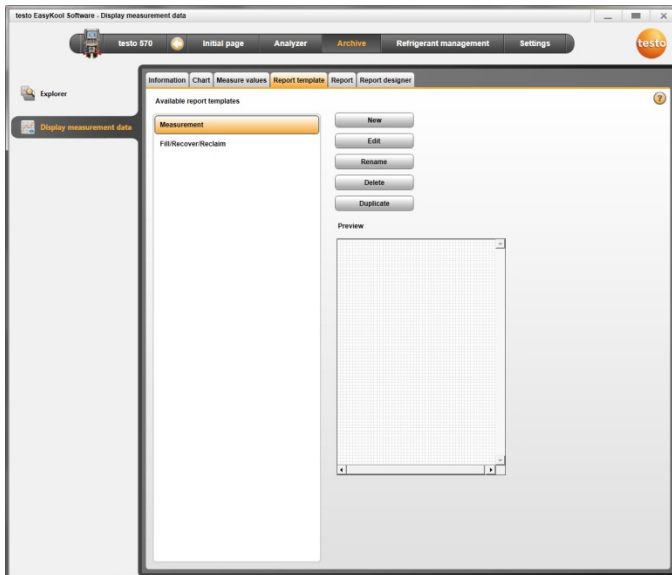 testo EasyKool Software - Display measurement data
testo 570 Initial page Analyzer Archive Refrigerant management Settings
testo
Information Chart Measure values Report template Report Report designer
Explorer
Display measurement data
Available report templates
?
Measurement
Fill/Recover/Reclaim
New
Edit
Rename
Delete
Duplicate
Preview